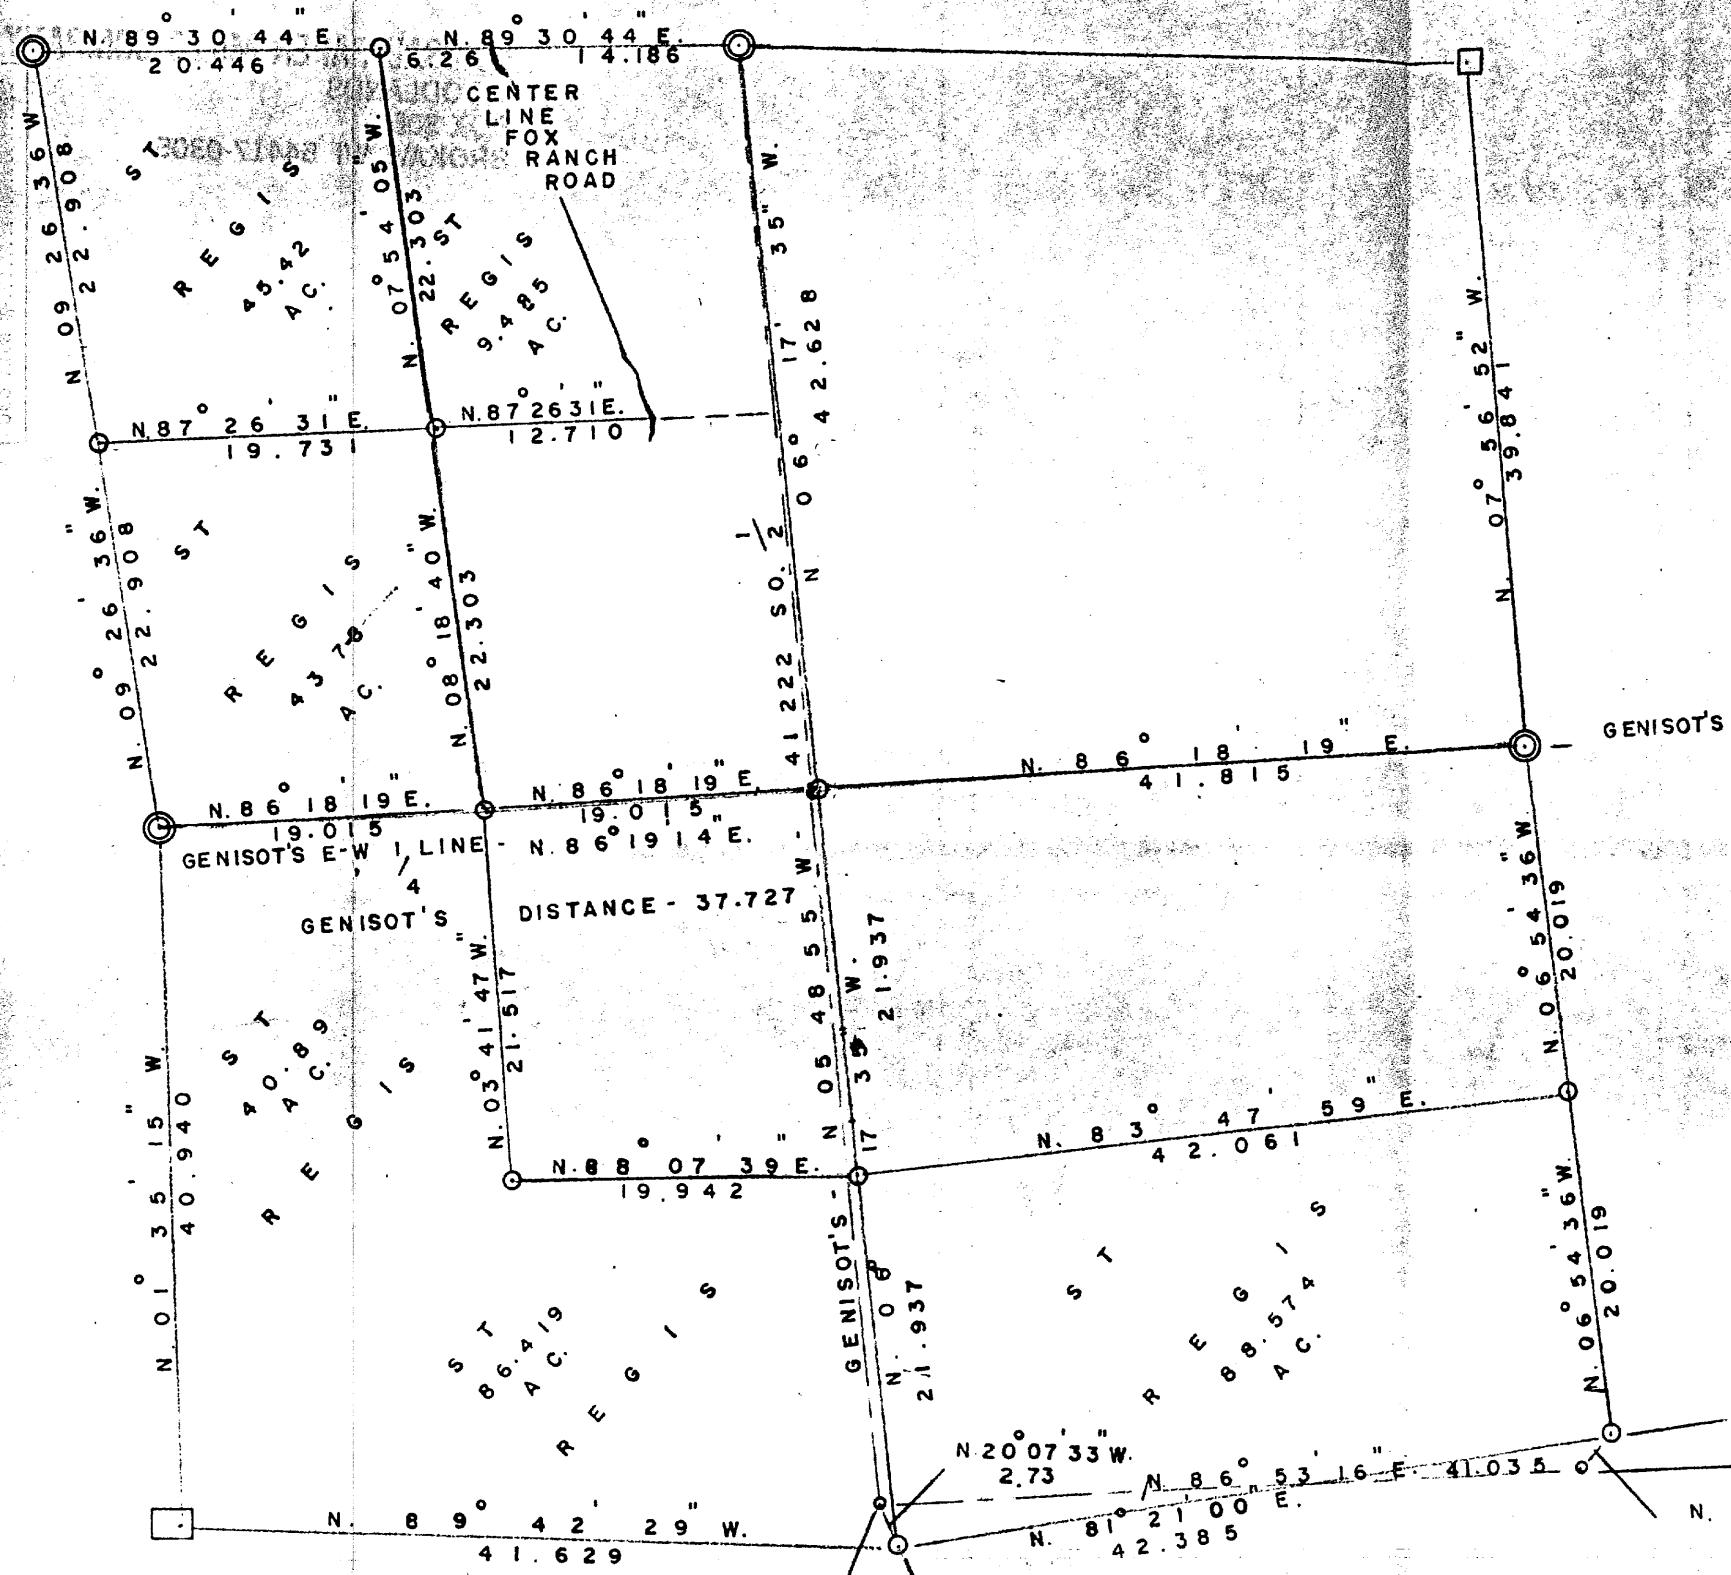 N. 89° 30' 44" E.
20.446
N. 89° 30' 44" E.
6.26 14.186
CENTER
LINE
FOX
RANCH
ROAD
N 09 26 36 W
22.908
ST REGIS
45.42
AC.
N. 07° 54' 05" W.
22.303
ST REGIS
9.485
AC.
N 06° 17' 35" W.
42.628
N. 07° 56' 52" W.
39.841
N. 87° 26' 31" E.
19.731
N. 87° 26' 31" E.
12.710
N. 09° 26' 36" W.
22.908
ST REGIS
43 78
AC.
N. 08° 18' 40" W.
22.303
41222 SO. 1/2
N. 86° 18' 19" E.
19.015
N. 86° 18' 19" E.
19.015
N. 86° 18' 19" E.
41.815
GENISOT'S
GENISOT'S E-W 1/4 LINE - N. 86° 19 14" E.
GENISOT'S DISTANCE - 37.727
N. 01° 35' 15" W.
40.940
ST REGIS
40.89
AC.
N. 03° 41' 47" W.
21.517
GENISOT'S - N 05 48 55 W -
N. 06° 17' 35" W.
21.937
N. 06° 54' 36" W.
20.019
N. 88° 07' 39" E.
19.942
N. 83° 47' 59" E.
42.061
21.937
N. 06° 54' 36" W.
20.019
ST REGIS
86.419
AC.
ST REGIS
88.574
AC.
N. 20° 07' 33" W.
2.73
N 86° 53' 16" E. 41.035
N. 81° 21' 00" E.
42.385
N. 89° 42' 29" W.
41.629
N.